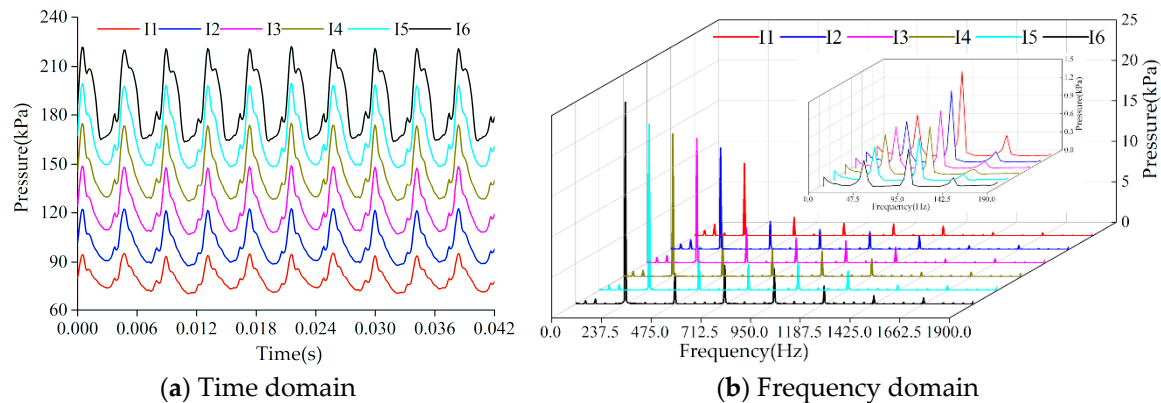 I1 I2 I3 I4 I5 I6
240
210
180
150
120
90
60
Pressure(kPa)
0.000 0.006 0.012 0.018 0.024 0.030 0.036 0.042
Time(s)
(a) Time domain
I1 I2 I3 I4 I5 I6
25
20
15
10
5
0
Pressure(kPa)
1.5
1.2
0.9
0.6
0.3
0.0
Pressure(kPa)
0.0 47.5 95.0 142.5 190.0
Frequency(Hz)
0.0 237.5 475.0 712.5 950.0 1187.5 1425.0 1662.5 1900.0
Frequency(Hz)
(b) Frequency domain